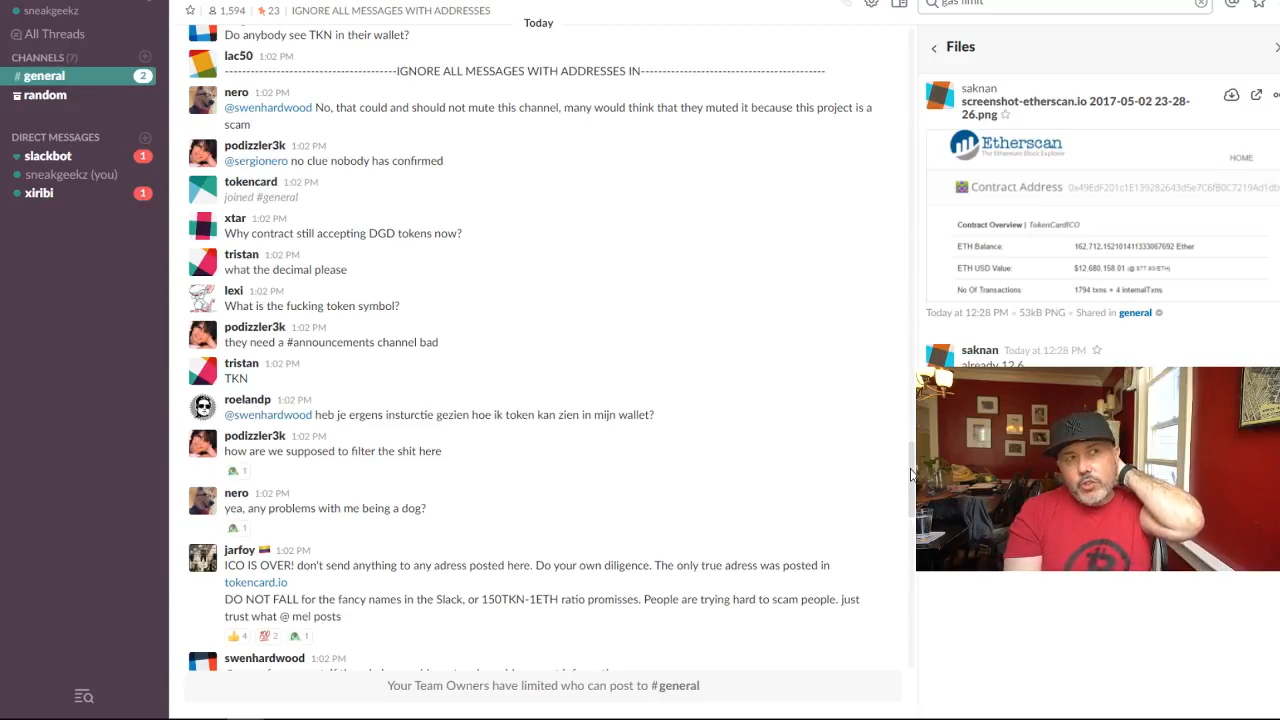 sneakgeekz
All Threads
CHANNELS (7)
# general 2
random
DIRECT MESSAGES
slackbot 1
sneakgeekz (you)
xiribi 1
1,594 23 IGNORE ALL MESSAGES WITH ADDRESSES
Today
Do anybody see TKN in their wallet?
lac50 1:02 PM
----------------------------------------IGNORE ALL MESSAGES WITH ADDRESSES IN-------------------------------------------
nero 1:02 PM
@swenhardwood No, that could and should not mute this channel, many would think that they muted it because this project is a
scam
podizzler3k 1:02 PM
@sergionero no clue nobody has confirmed
tokencard 1:02 PM
joined #general
xtar 1:02 PM
Why contract still accepting DGD tokens now?
tristan 1:02 PM
what the decimal please
lexi 1:02 PM
What is the fucking token symbol?
podizzler3k 1:02 PM
they need a #announcements channel bad
tristan 1:02 PM
TKN
roelandp 1:02 PM
@swenhardwood heb je ergens insturctie gezien hoe ik token kan zien in mijn wallet?
podizzler3k 1:02 PM
how are we supposed to filter the shit here
1
nero 1:02 PM
yea, any problems with me being a dog?
1
jarfoy 1:02 PM
ICO IS OVER! don't send anything to any adress posted here. Do your own diligence. The only true adress was posted in
tokencard.io
DO NOT FALL for the fancy names in the Slack, or 150TKN-1ETH ratio promisses. People are trying hard to scam people. just
trust what @ mel posts
4 100 2 1
swenhardwood 1:02 PM
Your Team Owners have limited who can post to #general
gas limit
Files
saknan
screenshot-etherscan.io 2017-05-02 23-28-
26.png
Etherscan
The Ethereum Block Explorer
HOME
Contract Address
Contract Overview | TokenCardICO
ETH Balance: 162,712.152101411333067692 Ether
ETH USD Value: $12,680,158.01 (@ $77.93/ETH)
No Of Transactions: 1794 txns + 4 internalTxns
Today at 12:28 PM • 53kB PNG • Shared in general
saknan Today at 12:28 PM
already 12.6